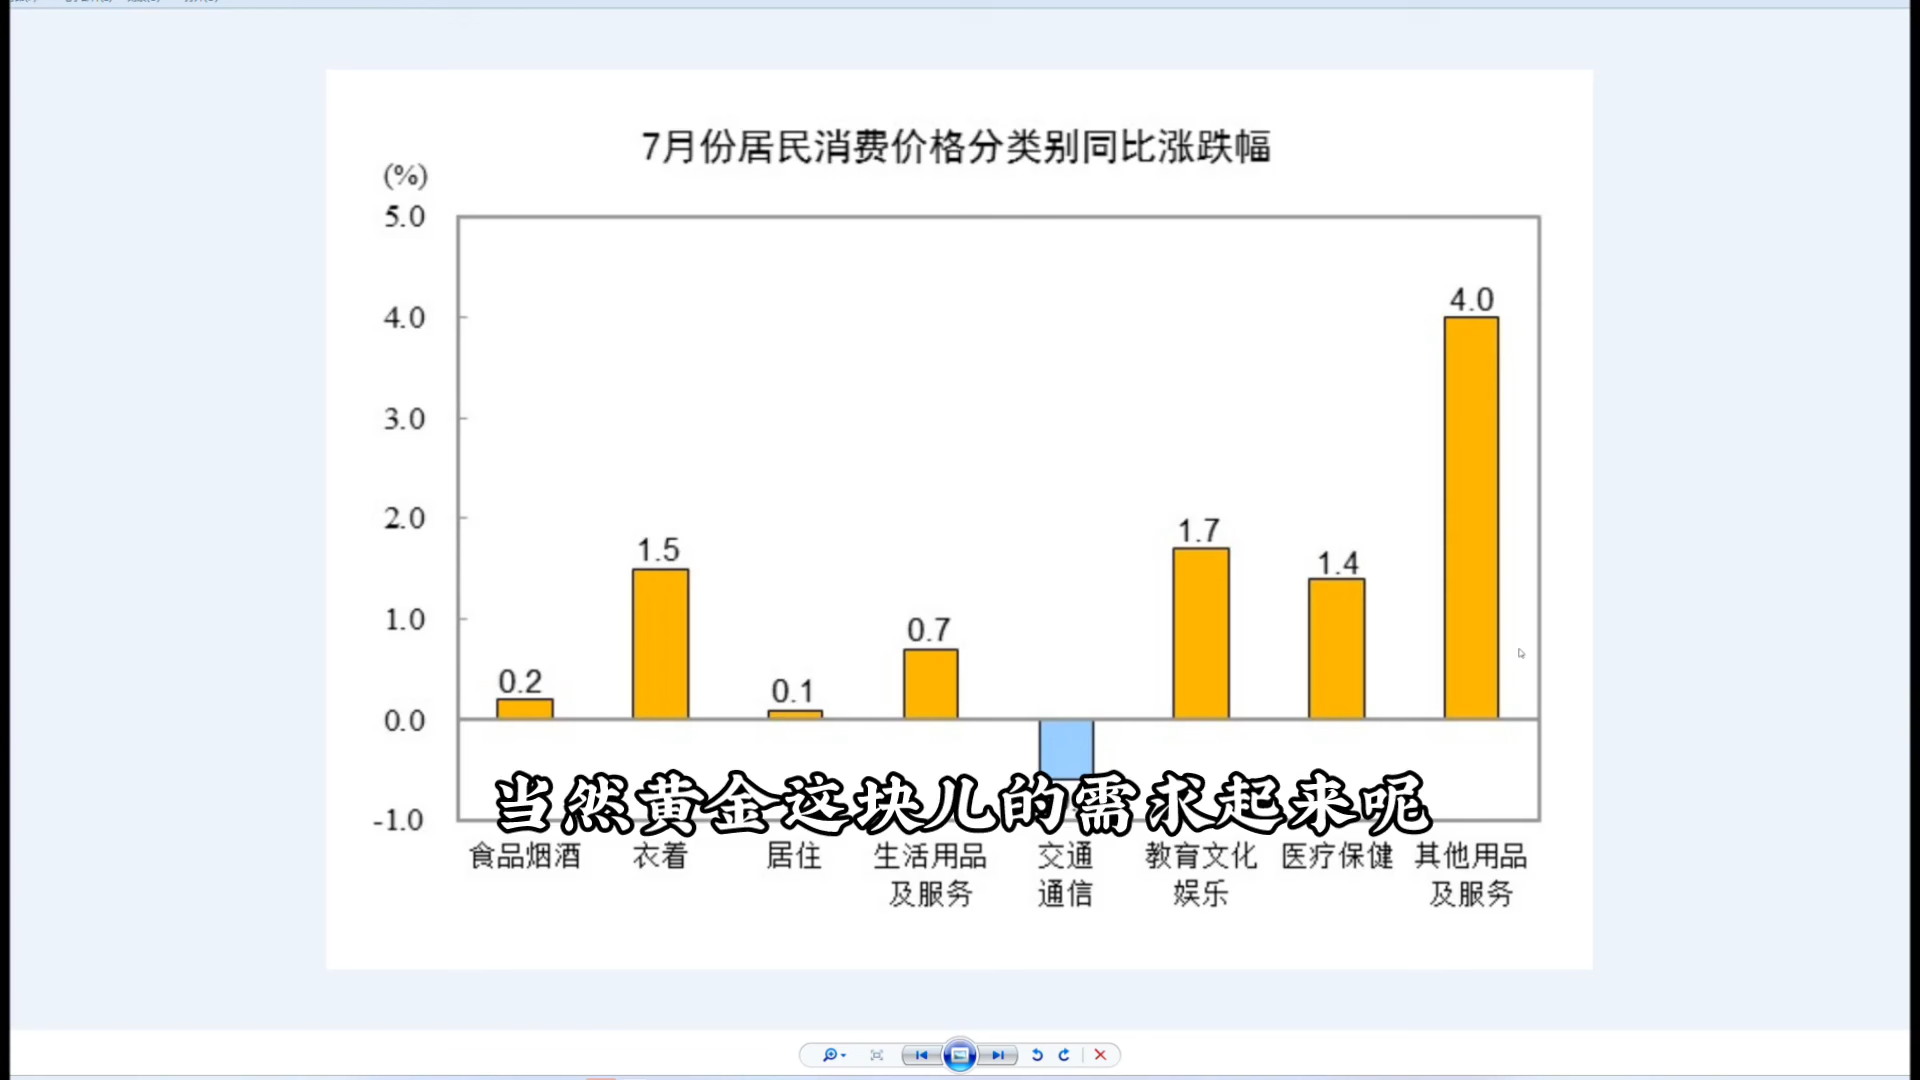 7月份居民消费价格分类别同比涨跌幅
(%)
5.0
4.0
3.0
2.0
1.0
0.0
-1.0
0.2
1.5
0.1
0.7
1.7
1.4
4.0
当然黄金这块儿的需求起来呢
食品烟酒
衣着
居住
生活用品
及服务
交通
通信
教育文化
娱乐
医疗保健
其他用品
及服务